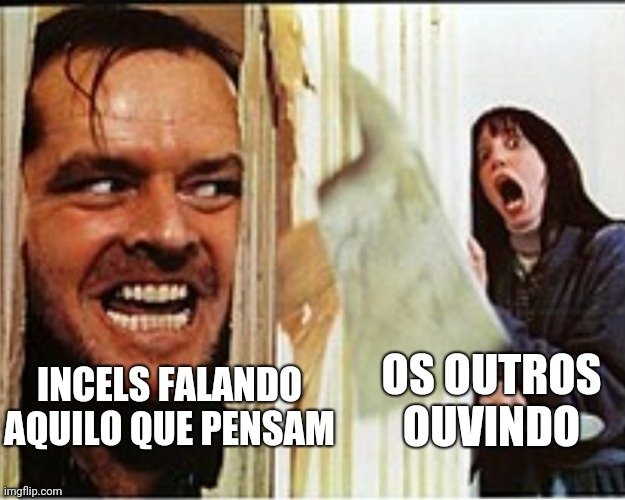 INCELS FALANDO
AQUILO QUE PENSAM
OS OUTROS
OUVINDO
imgflip.com